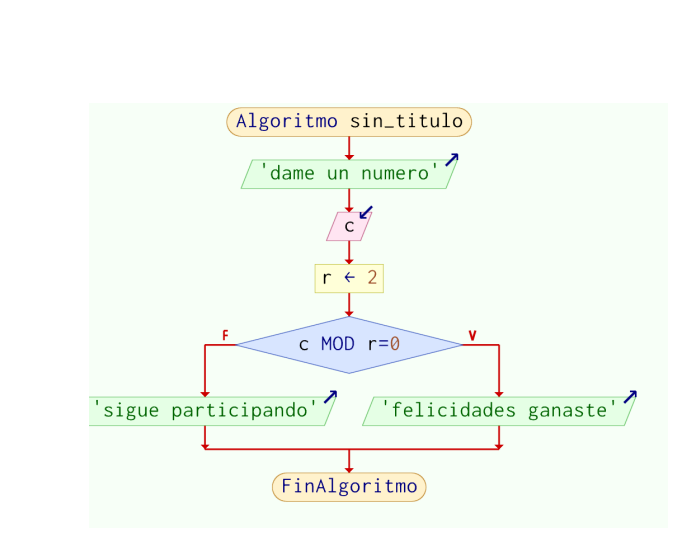 Algoritmo sin_titulo
'dame un numero'
c
r ← 2
c MOD r=0
F
V
'sigue participando'
'felicidades ganaste'
FinAlgoritmo